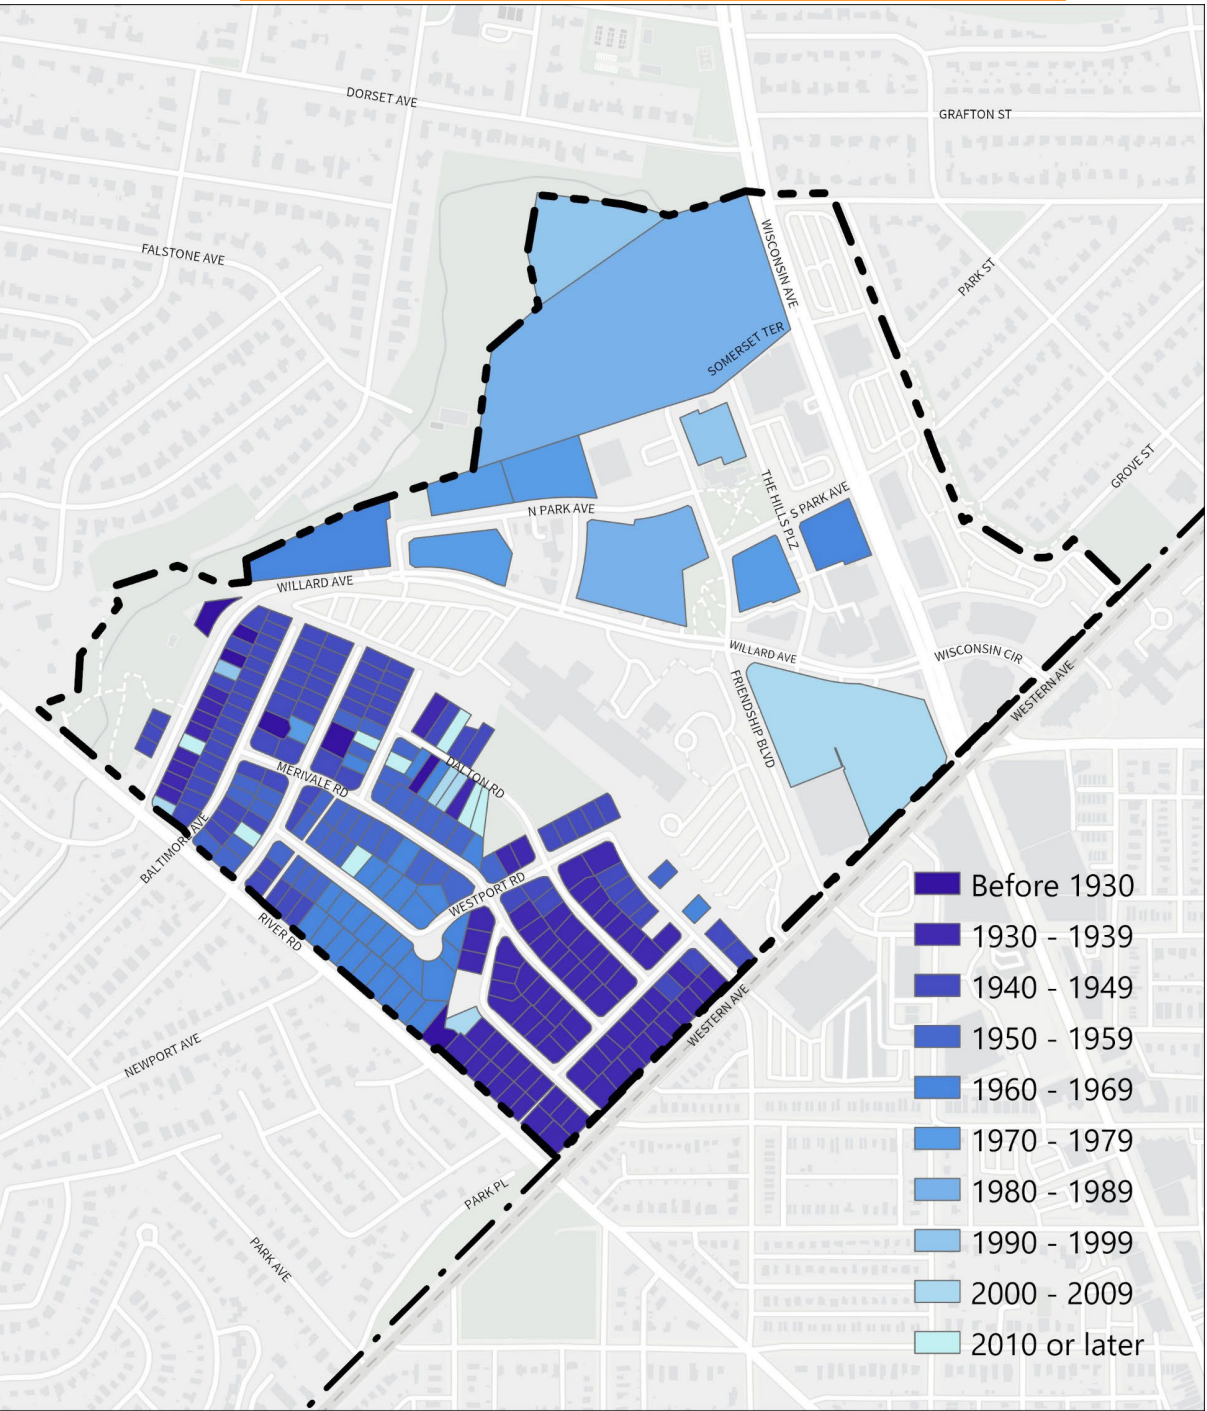 DORSET AVE
GRAFTON ST
FALSTONE AVE
WISCONSIN AVE
PARK ST
SOMERSET TER
GROVE ST
THE HILLS PLZ
S PARK AVE
N PARK AVE
WILLARD AVE
WILLARD AVE
WISCONSIN CIR
WESTERN AVE
FRIENDSHIP BLVD
MERIVALE RD
DALTON RD
BALTIMORE AVE
WESTPORT RD
RIVER RD
WESTERN AVE
NEWPORT AVE
PARK PL
PARK AVE
Before 1930
1930 - 1939
1940 - 1949
1950 - 1959
1960 - 1969
1970 - 1979
1980 - 1989
1990 - 1999
2000 - 2009
2010 or later